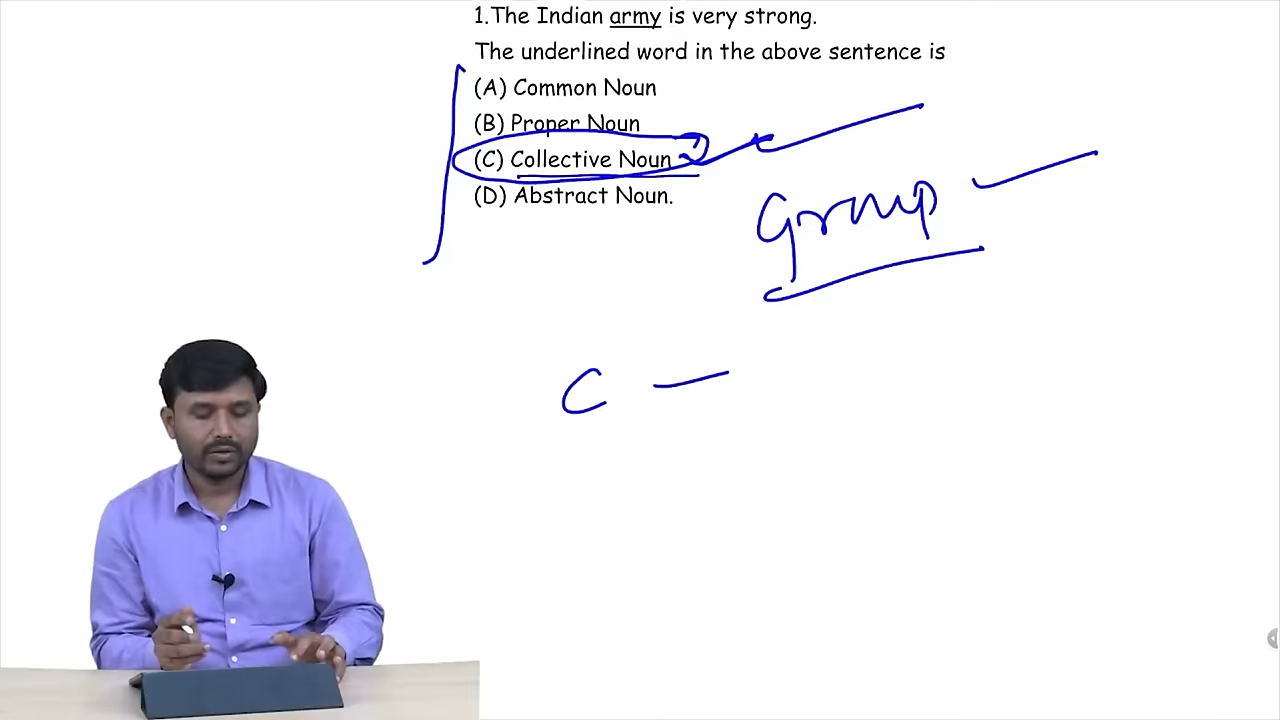 1.The Indian army is very strong.
The underlined word in the above sentence is
(A) Common Noun
(B) Proper Noun
(C) Collective Noun
(D) Abstract Noun.
Group
C